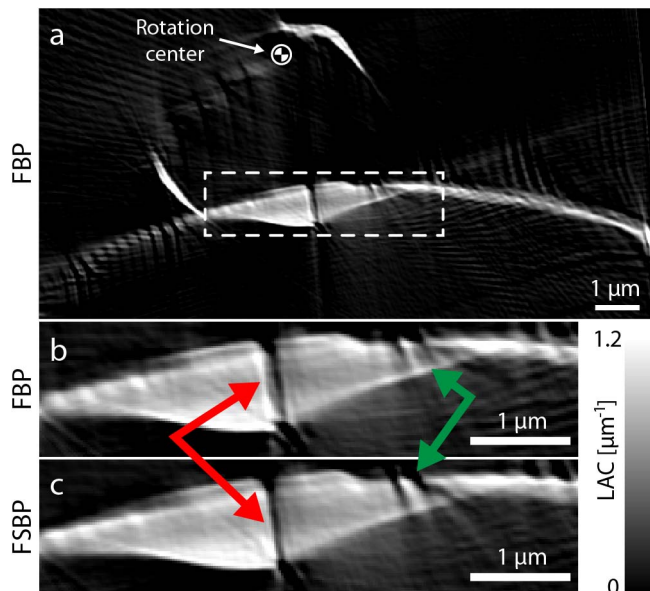 a
Rotation
center
FBP
1 µm
b
FBP
1 µm
c
FSBP
1 µm
1.2
LAC [µm⁻¹]
0